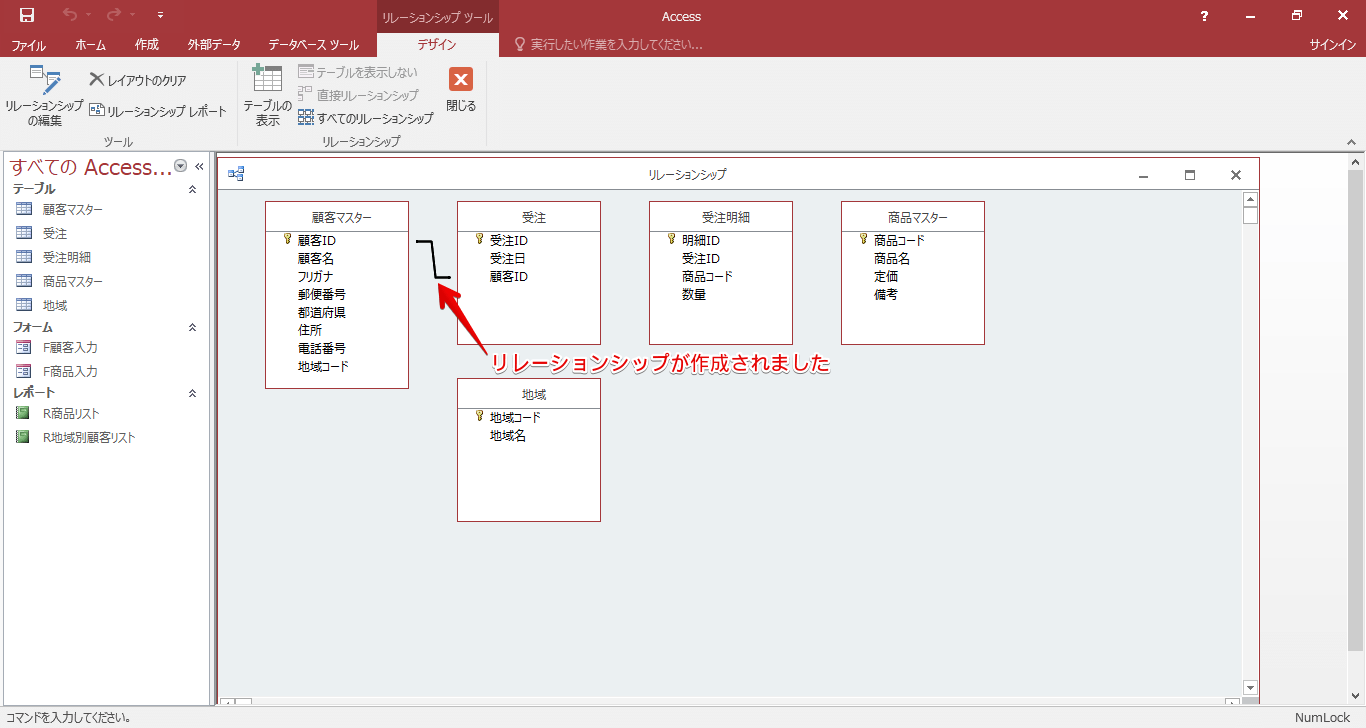 リレーションシップ ツール
Access
?
ファイル ホーム 作成 外部データ データベース ツール デザイン 実行したい作業を入力してください... サインイン
リレーションシップ
の編集
レイアウトのクリア
リレーションシップ レポート
ツール
テーブルの
表示
テーブルを表示しない
直接リレーションシップ
すべてのリレーションシップ
閉じる
リレーションシップ
すべての Access...
テーブル
顧客マスター
受注
受注明細
商品マスター
地域
フォーム
F顧客入力
F商品入力
レポート
R商品リスト
R地域別顧客リスト
リレーションシップ
顧客マスター
顧客ID
顧客名
フリガナ
郵便番号
都道府県
住所
電話番号
地域コード
受注
受注ID
受注日
顧客ID
受注明細
明細ID
受注ID
商品コード
数量
商品マスター
商品コード
商品名
定価
備考
リレーションシップが作成されました
地域
地域コード
地域名
コマンドを入力してください。
NumLock